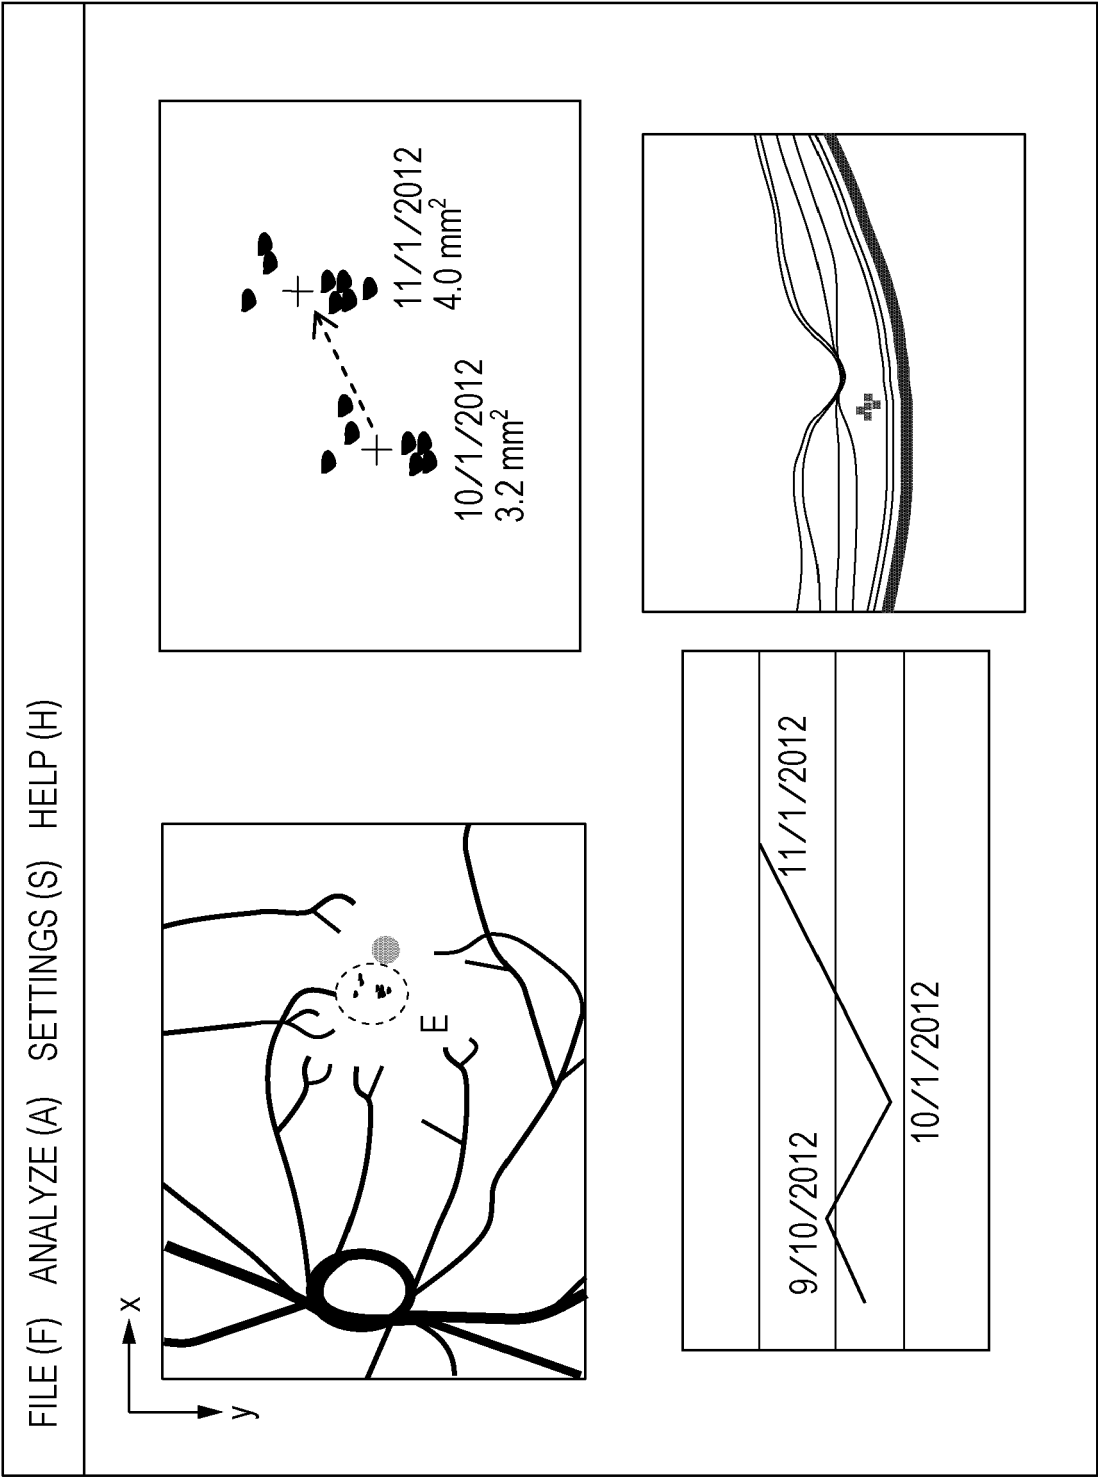 FILE (F) ANALYZE (A) SETTINGS (S) HELP (H)
x
y
E
10/1/2012
3.2 mm²
11/1/2012
4.0 mm²
9/10/2012
10/1/2012
11/1/2012